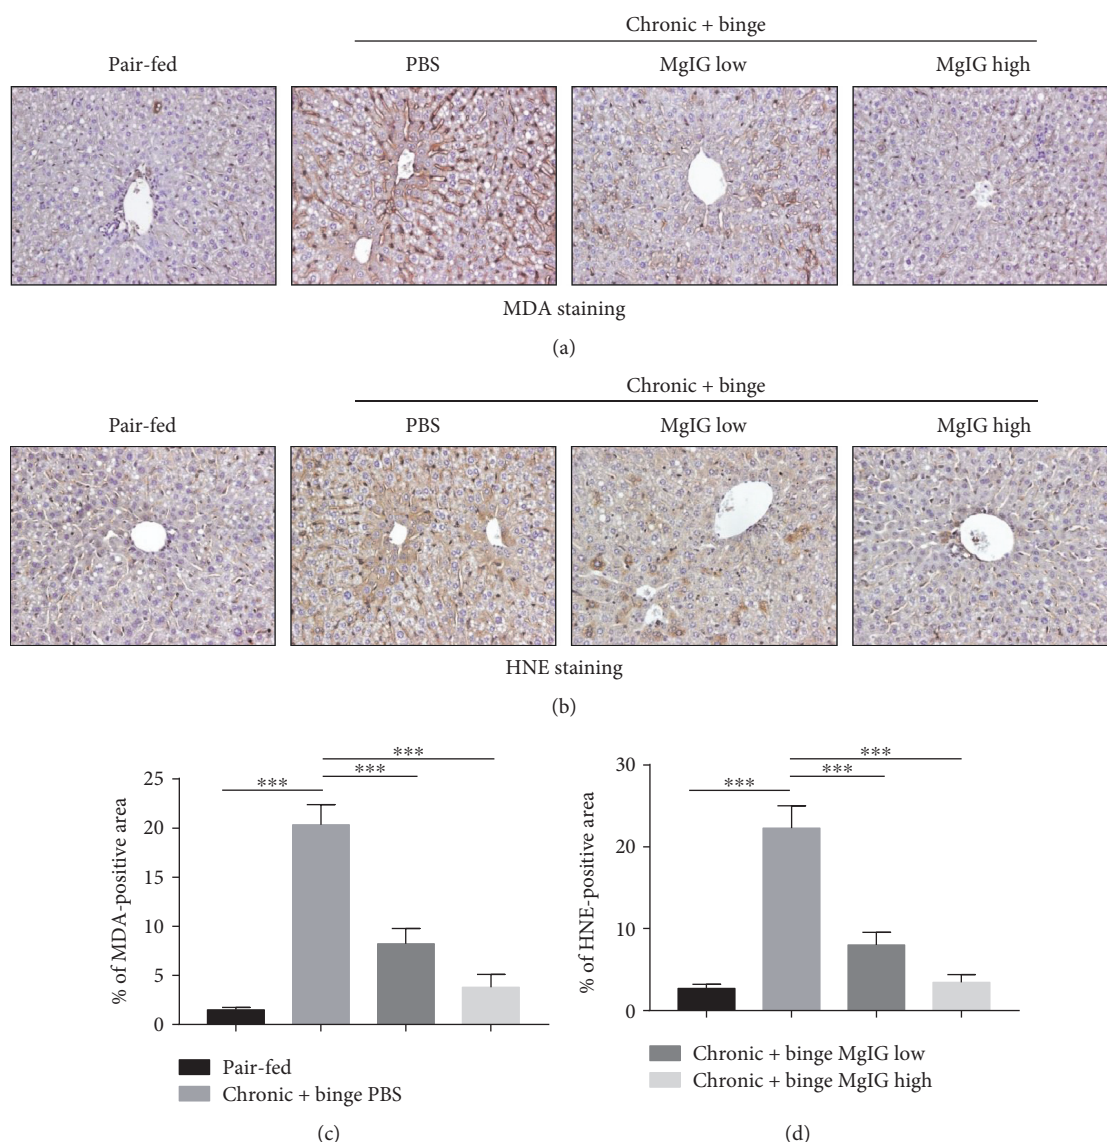 Chronic + binge
Pair-fed PBS MgIG low MgIG high
MDA staining
(a)
Chronic + binge
Pair-fed PBS MgIG low MgIG high
HNE staining
(b)
% of MDA-positive area
25
20
15
10
5
0
***
***
***
Pair-fed
Chronic + binge PBS
(c)
% of HNE-positive area
30
20
10
0
***
***
***
Chronic + binge MgIG low
Chronic + binge MgIG high
(d)